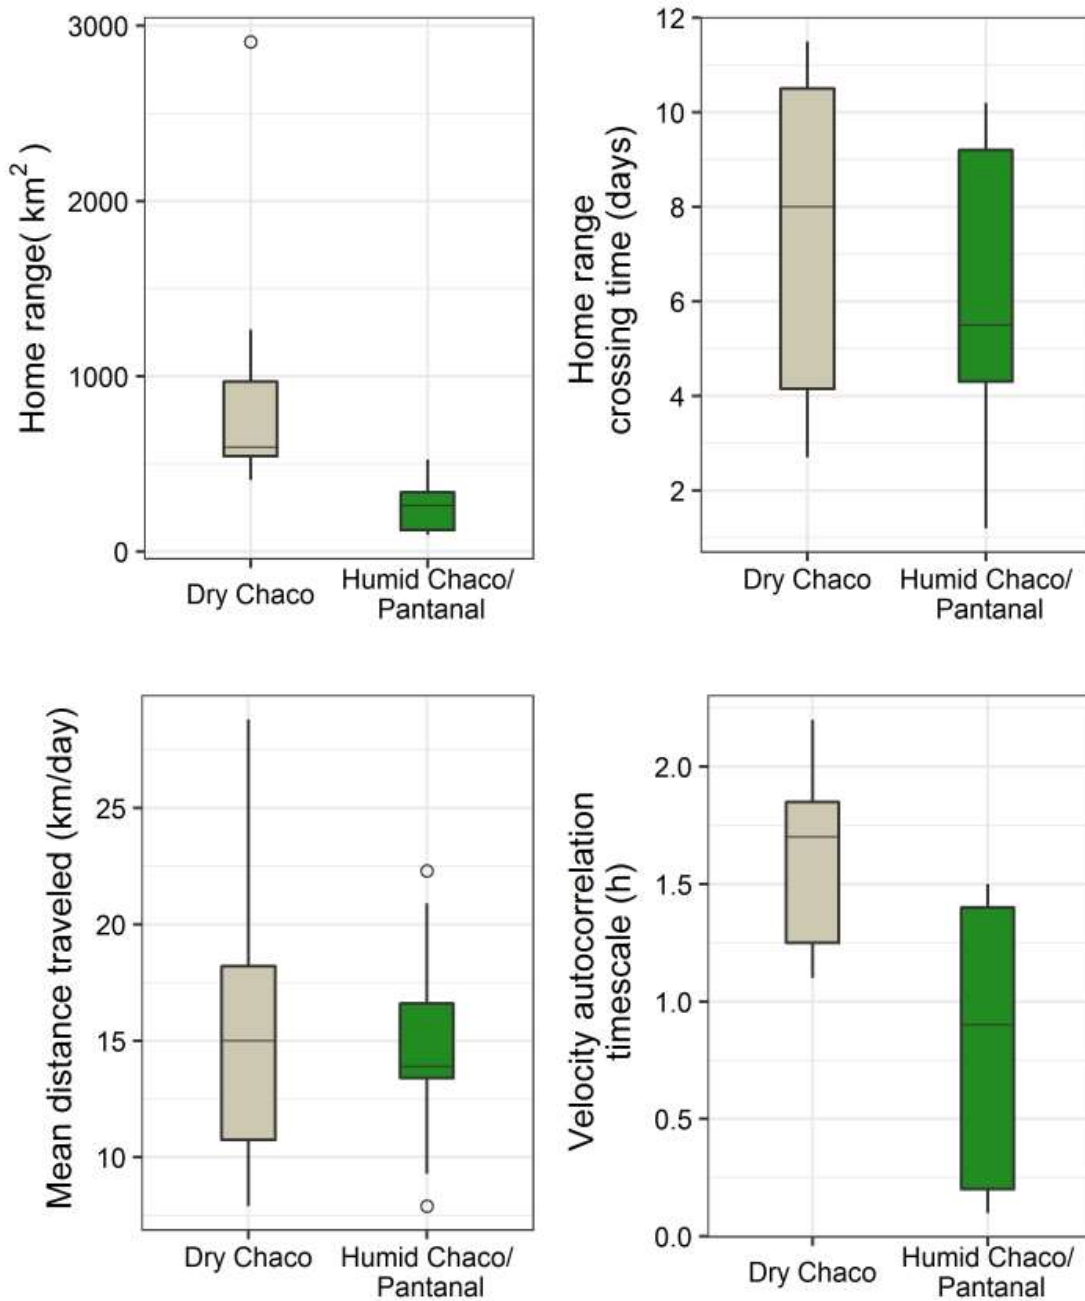 Home range( km² )
3000
2000
1000
0
Dry Chaco
Humid Chaco/
Pantanal
Home range
crossing time (days)
12
10
8
6
4
2
Dry Chaco
Humid Chaco/
Pantanal
Mean distance traveled (km/day)
25
20
15
10
Dry Chaco
Humid Chaco/
Pantanal
Velocity autocorrelation
timescale (h)
2.0
1.5
1.0
0.5
0.0
Dry Chaco
Humid Chaco/
Pantanal